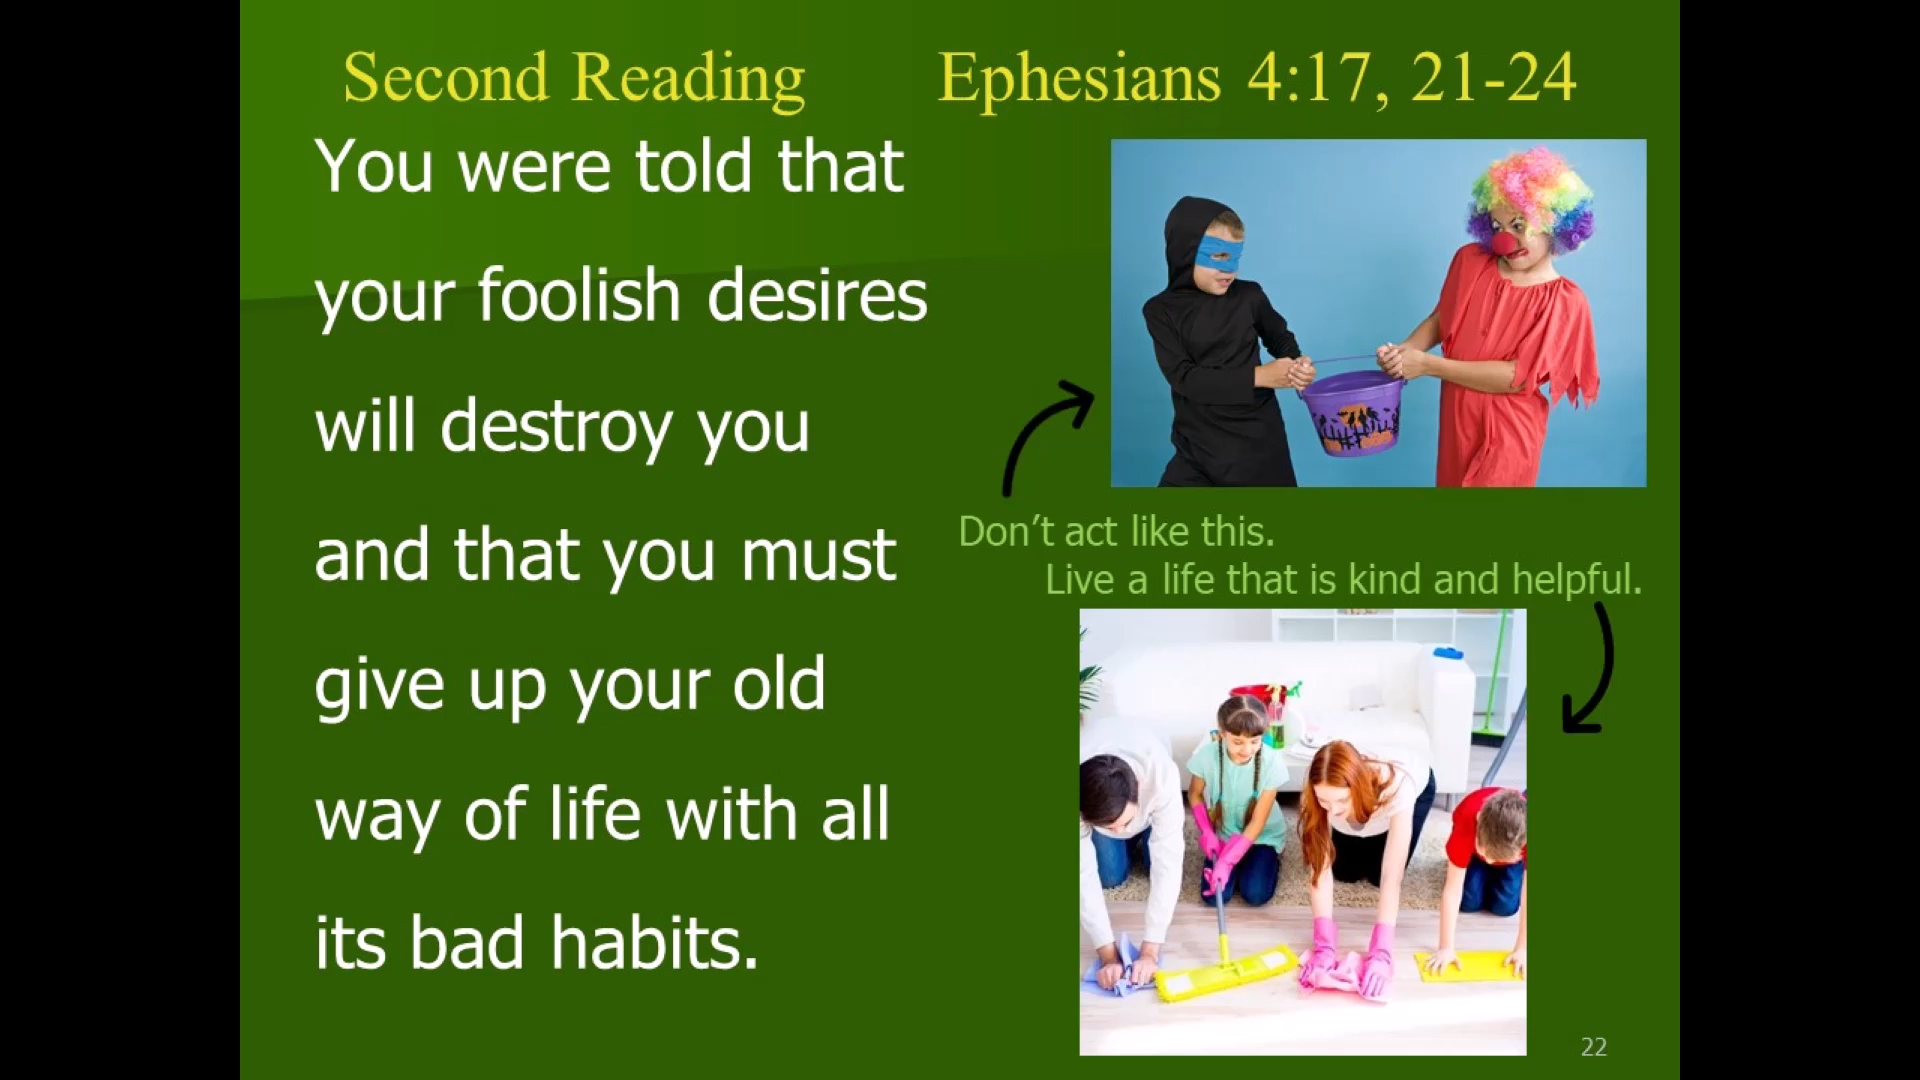 Second Reading Ephesians 4:17, 21-24
You were told that
your foolish desires
will destroy you
and that you must
give up your old
way of life with all
its bad habits.
Don’t act like this.
Live a life that is kind and helpful.
22